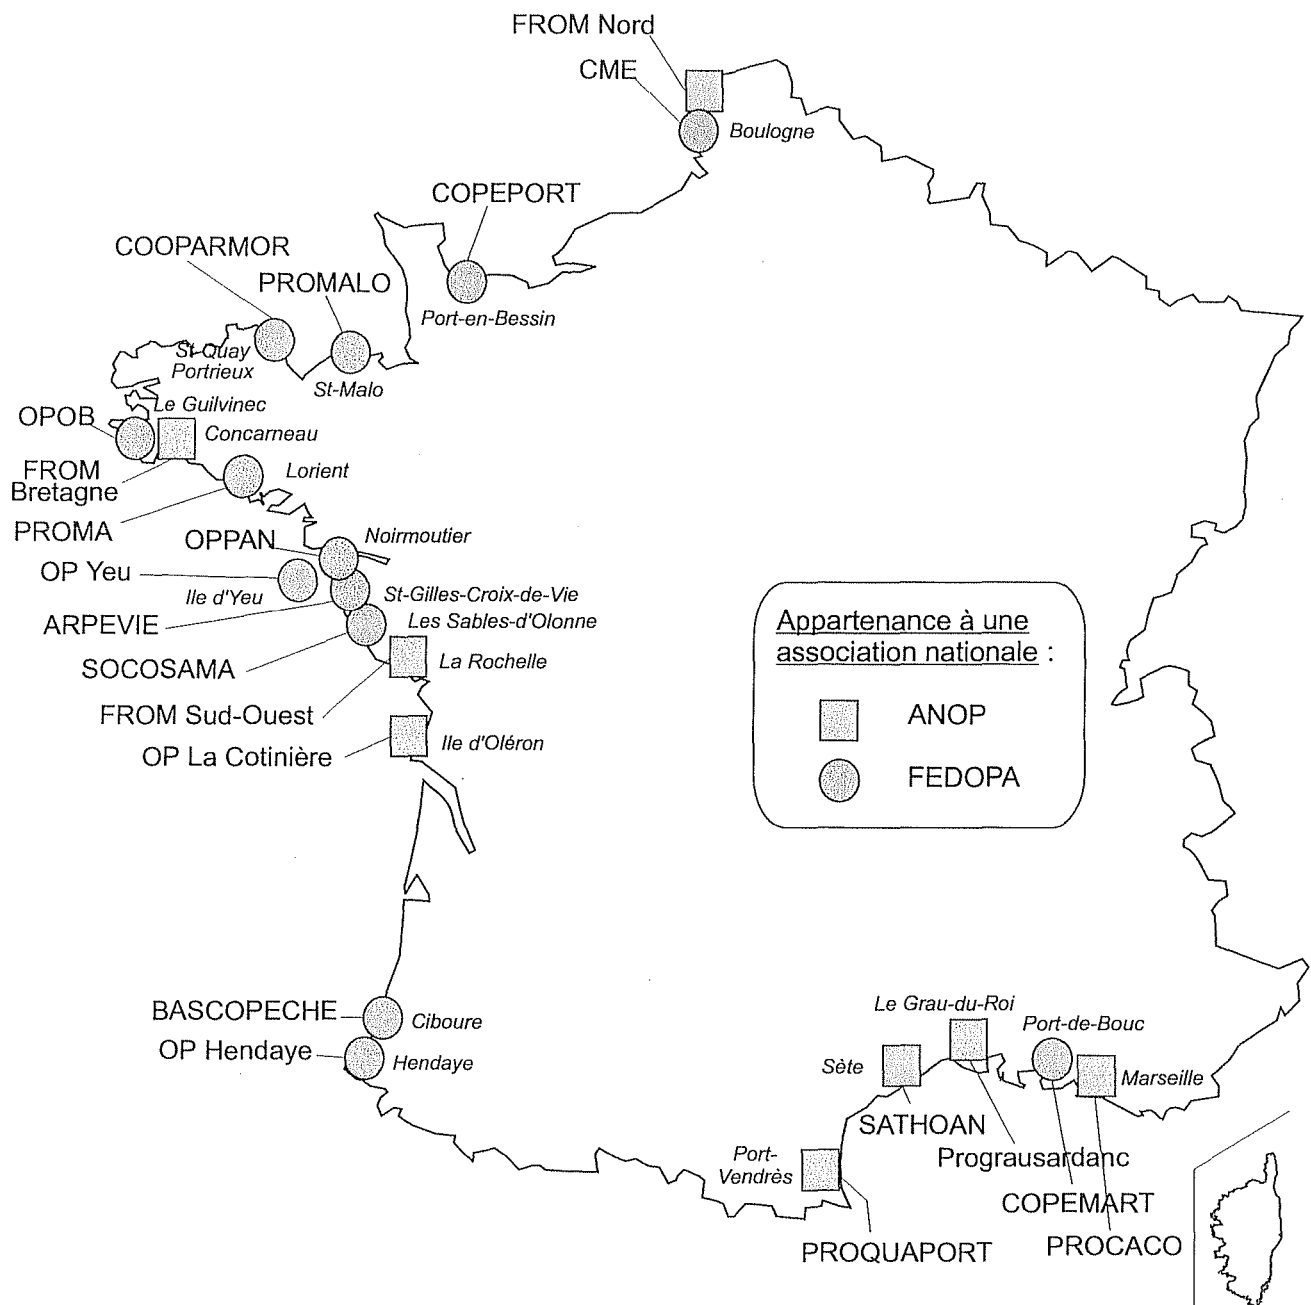 FROM Nord
CME
Boulogne
COPEPORT
COOPARMOR
PROMALO
Port-en-Bessin
St-Quay
Portrieux
St-Malo
Le Guilvinec
OPOB
Concarneau
FROM
Bretagne
Lorient
PROMA
OPPAN
Noirmoutier
OP Yeu
Ile d'Yeu
St-Gilles-Croix-de-Vie
ARPEVIE
Les Sables-d'Olonne
SOCOSAMA
La Rochelle
FROM Sud-Ouest
OP La Cotinière
Ile d'Oléron
Appartenance à une
association nationale :
ANOP
FEDOPA
BASCOPECHE
Ciboure
OP Hendaye
Hendaye
Le Grau-du-Roi
Port-de-Bouc
Sète
Marseille
SATHOAN
Port-
Vendrès
Prograusardanc
COPEMART
PROQUAPORT
PROCACO